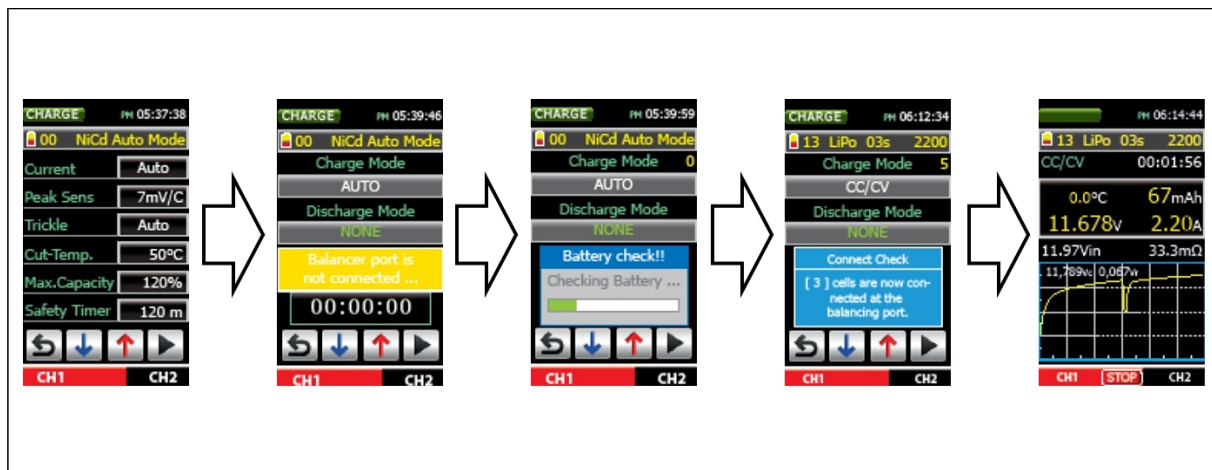 CHARGE PM 05:37:38
00 NiCd Auto Mode
Current Auto
Peak Sens 7mV/C
Trickle Auto
Cut-Temp. 50ºC
Max.Capacity 120%
Safety Timer 120 m
CH1 CH2
CHARGE PM 05:39:46
00 NiCd Auto Mode
Charge Mode
AUTO
Discharge Mode
NONE
Balancer port is
not connected ...
00:00:00
CH1 CH2
CHARGE PM 05:39:59
00 NiCd Auto Mode
Charge Mode 0
AUTO
Discharge Mode
NONE
Battery check!!
Checking Battery ...
CH1 CH2
CHARGE PM 06:12:34
13 LiPo 03s 2200
Charge Mode 5
CC/CV
Discharge Mode
NONE
Connect Check
[ 3 ] cells are now con-
nected at the
balancing port.
CH1 CH2
PM 06:14:44
13 LiPo 03s 2200
CC/CV 00:01:56
0.0ºC 67mAh
11.678v 2.20A
11.97Vin 33.3mΩ
11,789vc 0,067vr
CH1 STOP CH2